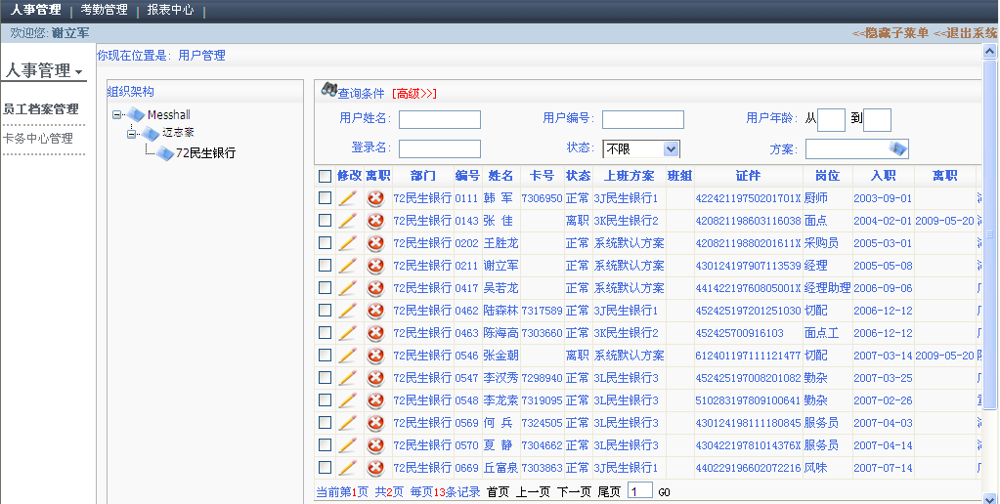 人事管理 | 考勤管理 | 报表中心 |
欢迎您: 谢立军 <<隐藏子菜单 <<退出系统
人事管理
员工档案管理
卡务中心管理
你现在位置是: 用户管理
组织架构
Messhall
迈志豪
72民生银行
查询条件 [高级>>]
用户姓名: 用户编号: 用户年龄: 从 到
登录名: 状态: 不限 方案:
修改 离职 部门 编号 姓名 卡号 状态 上班方案 班组 证件 岗位 入职 离职
72民生银行 0111 韩 军 7306950 正常 3J民生银行1 42242119750201701X 厨师 2003-09-01
72民生银行 0143 张 佳 离职 3K民生银行2 420821198603116038 面点 2004-02-01 2009-05-20
72民生银行 0202 王胜龙 正常 系统默认方案 42082119880201611X 采购员 2005-03-01
72民生银行 0211 谢立军 正常 系统默认方案 430124197907113539 经理 2005-05-08
72民生银行 0417 吴若龙 正常 系统默认方案 44142219760805001X 经理助理 2006-09-06
72民生银行 0462 陆森林 7317589 正常 3J民生银行1 452425197201251030 切配 2006-12-12
72民生银行 0463 陈海高 7303660 正常 3K民生银行2 452425700916103 面点工 2006-12-12
72民生银行 0546 张金朝 离职 系统默认方案 612401197111121477 切配 2007-03-14 2009-05-20
72民生银行 0547 李汉秀 7298940 正常 3L民生银行3 452425197008201082 勤杂 2007-03-25
72民生银行 0548 李龙素 7319095 正常 3L民生银行3 510283197809100641 勤杂 2007-02-26
72民生银行 0569 何 兵 7324505 正常 3L民生银行3 430124198111180845 服务员 2007-04-03
72民生银行 0570 夏 静 7304662 正常 3L民生银行3 43042219781014376X 服务员 2007-04-14
72民生银行 0669 丘富泉 7303863 正常 3J民生银行1 440229196602072216 风味 2007-07-14
当前第1页 共2页 每页13条记录 首页 上一页 下一页 尾页 1 GO